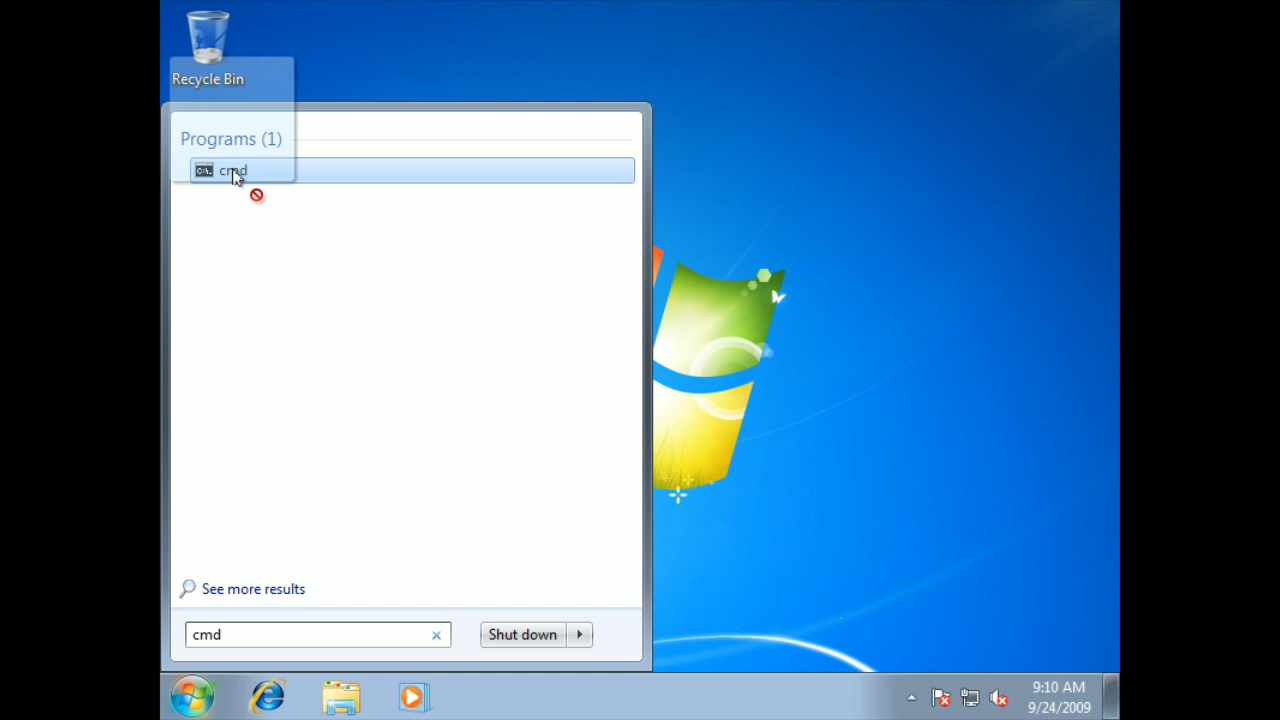 Recycle Bin
Programs (1)
cmd
See more results
cmd
Shut down
9:10 AM
9/24/2009